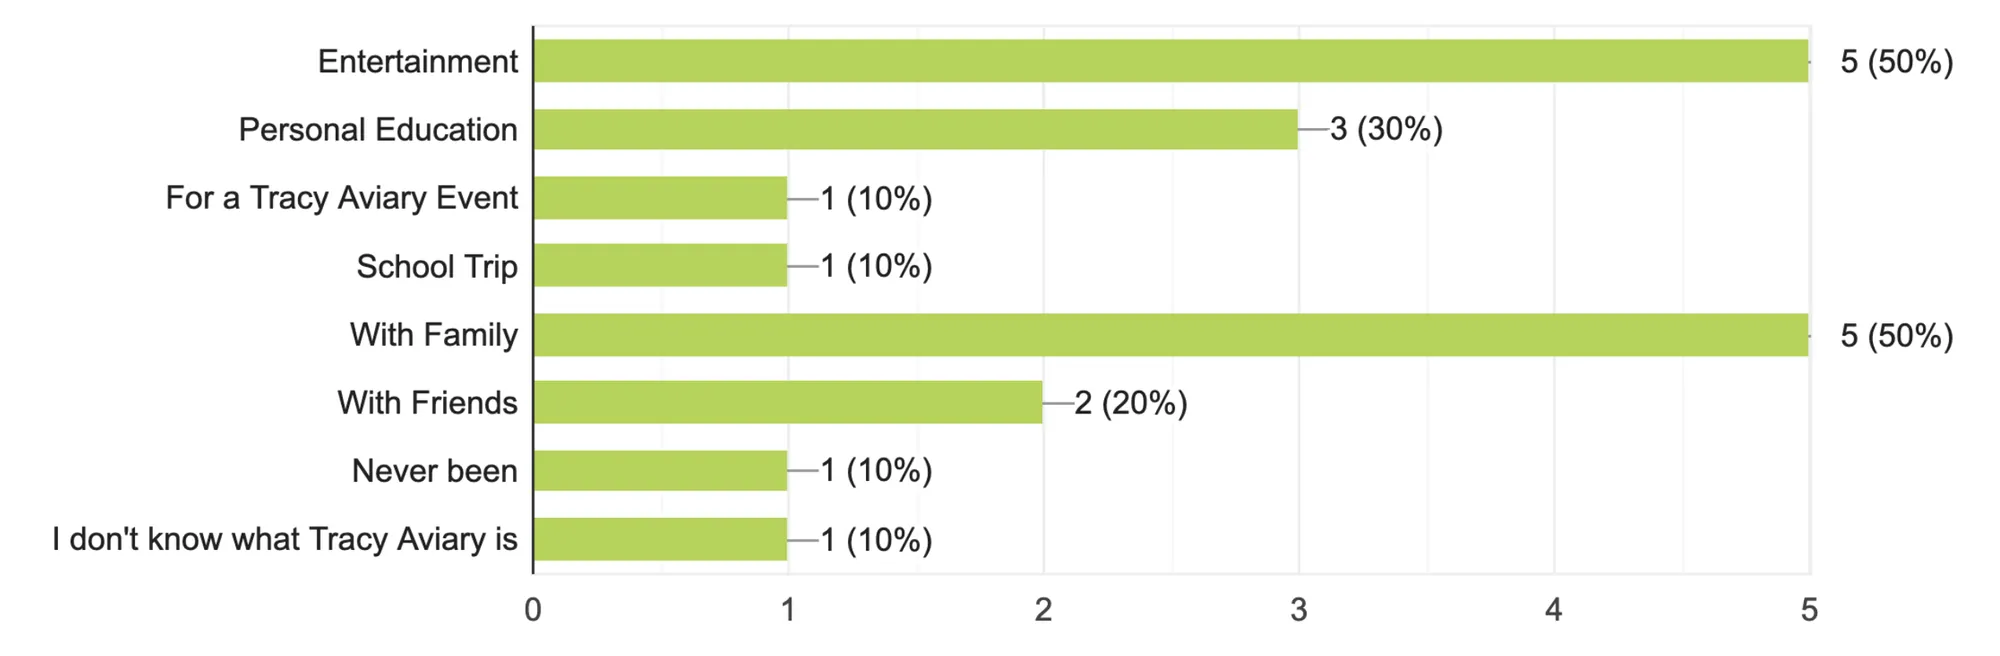 Entertainment 5 (50%)
Personal Education 3 (30%)
For a Tracy Aviary Event 1 (10%)
School Trip 1 (10%)
With Family 5 (50%)
With Friends 2 (20%)
Never been 1 (10%)
I don't know what Tracy Aviary is 1 (10%)
0 1 2 3 4 5